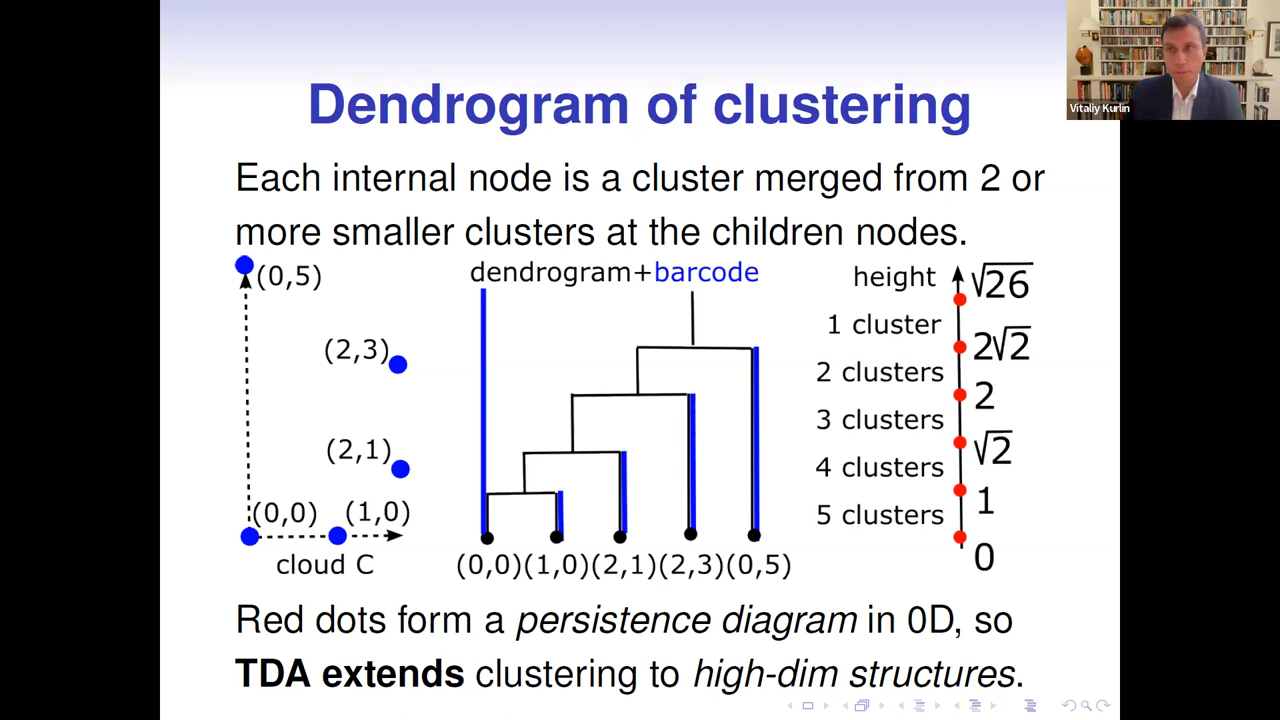 Vitaliy Kurlin
Dendrogram of clustering
Each internal node is a cluster merged from 2 or
more smaller clusters at the children nodes.
(0,5)
(2,3)
(2,1)
(0,0) (1,0)
cloud C
dendrogram+barcode
(0,0)(1,0)(2,1)(2,3)(0,5)
height √26
1 cluster
2√2
2 clusters
2
3 clusters
√2
4 clusters
1
5 clusters
0
Red dots form a persistence diagram in 0D, so
TDA extends clustering to high-dim structures.